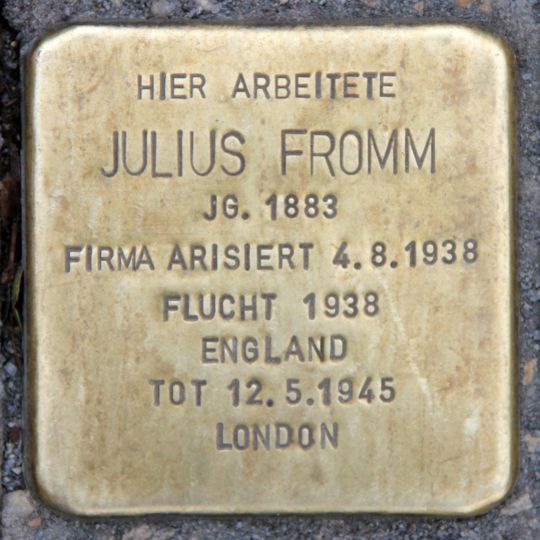 HIER ARBEITETE
JULIUS FROMM
JG. 1883
FIRMA ARISIERT 4.8.1938
FLUCHT 1938
ENGLAND
TOT 12.5.1945
LONDON